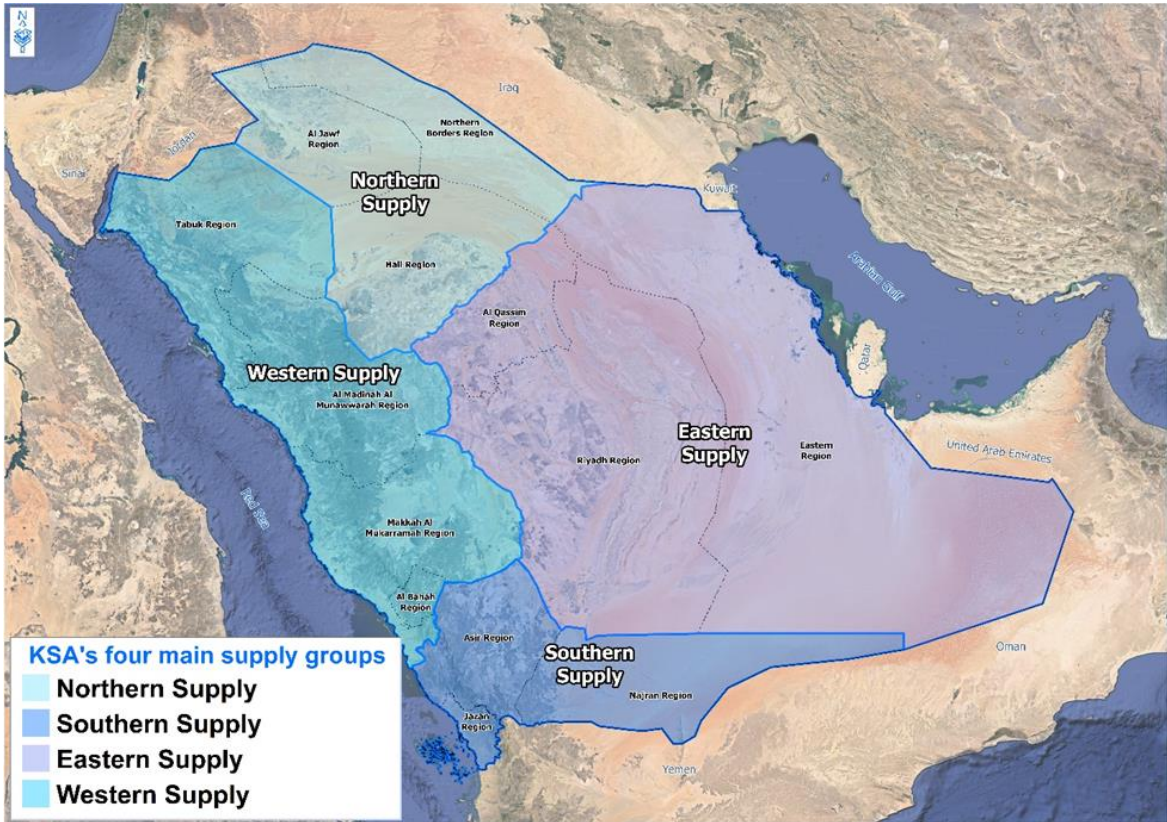 N
Iraq
Jordan
Sinai
Al Jawf
Region
Northern
Borders Region
Northern
Supply
Kuwait
Tabuk Region
Hail Region
Arabian Gulf
Al Qassim
Region
Qatar
Western Supply
Al Madinah Al
Munawwarah Region
Eastern
Supply
Riyadh Region
Eastern
Region
United Arab Emirates
Red Sea
Makkah Al
Mukarramah Region
Al Bahah
Region
Asir Region
Southern
Supply
Najran Region
Oman
Jazan
Region
Yemen
KSA's four main supply groups
Northern Supply
Southern Supply
Eastern Supply
Western Supply